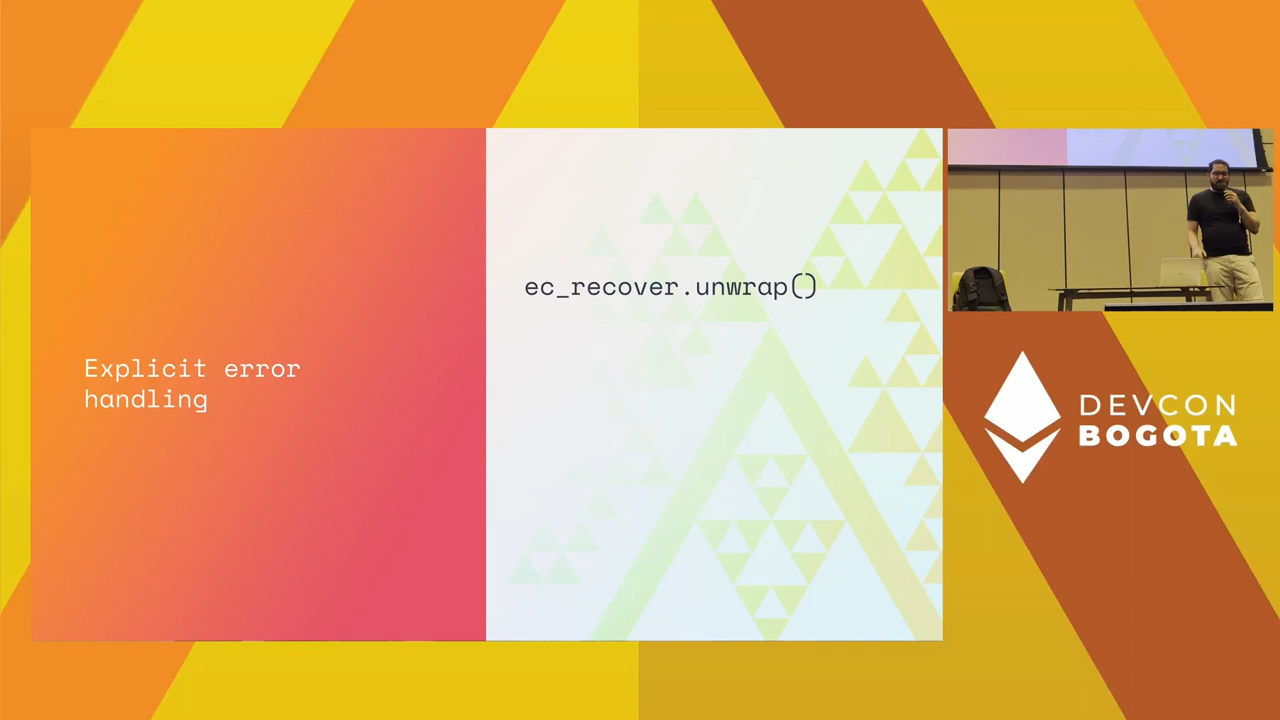 Explicit error
handling
ec_recover.unwrap()
DEVCON
BOGOTA